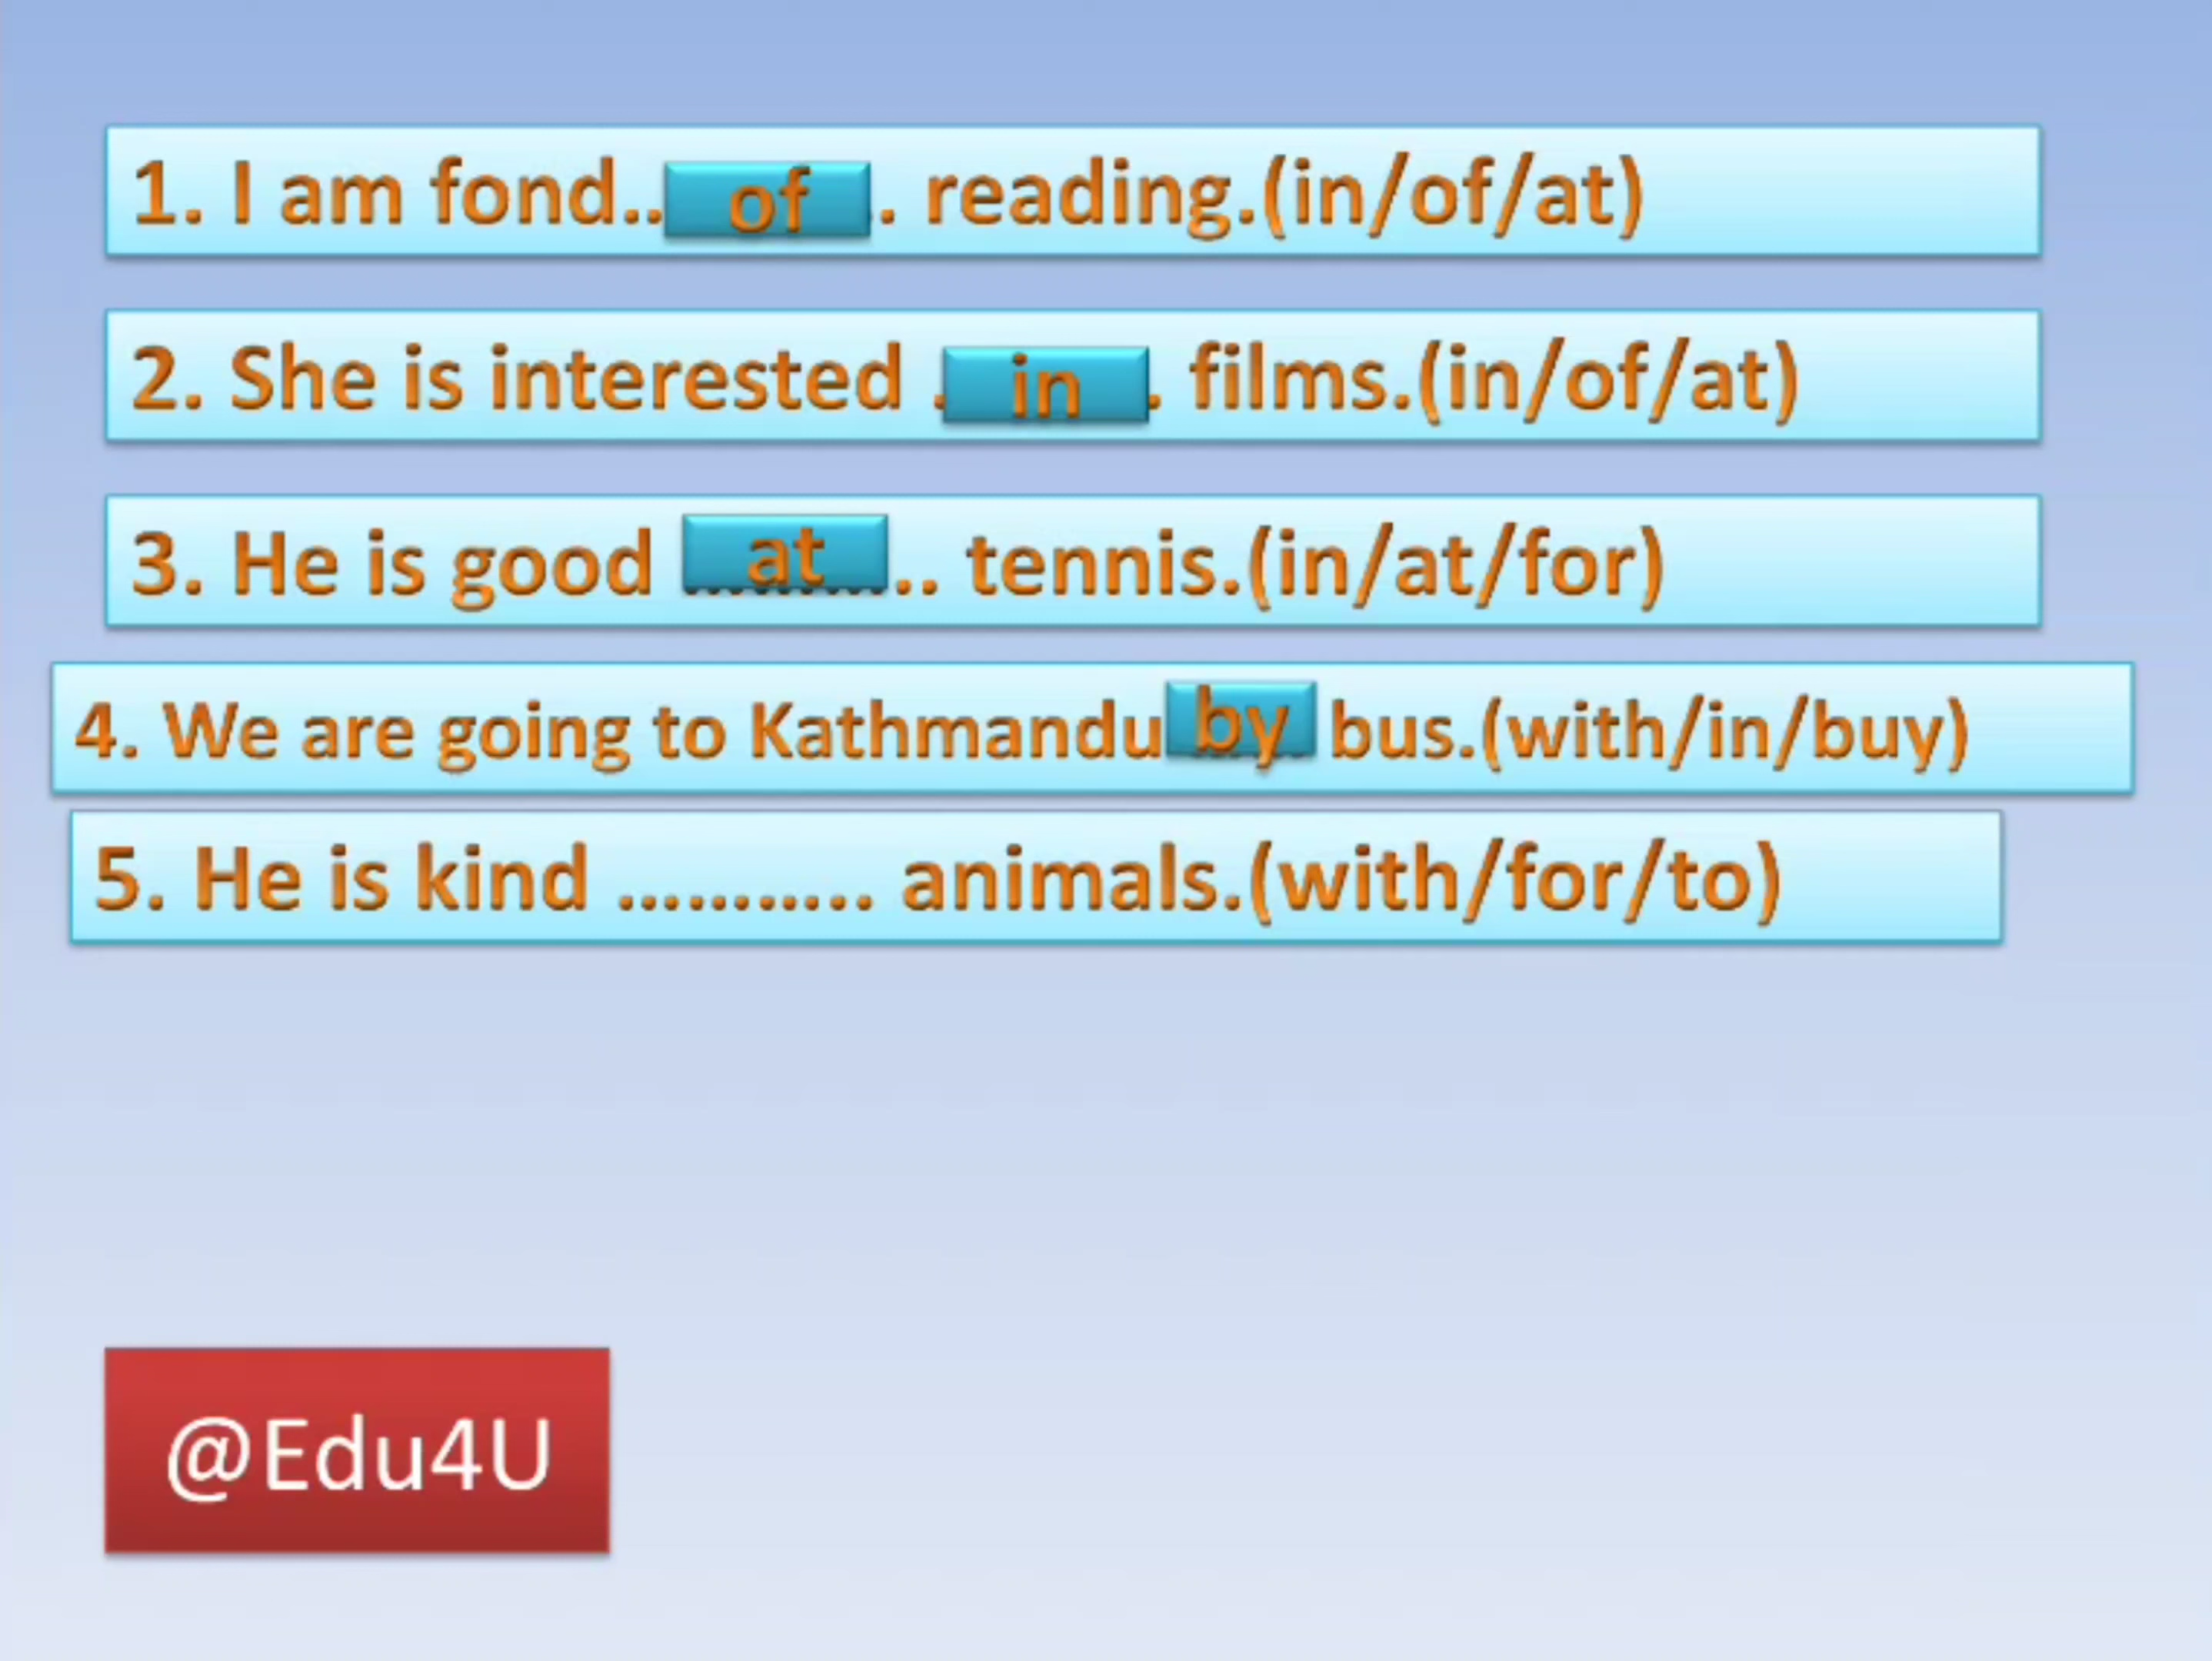 1. I am fond.. of . reading.(in/of/at)
2. She is interested . in . films.(in/of/at)
3. He is good at .. tennis.(in/at/for)
4. We are going to Kathmandu by bus.(with/in/buy)
5. He is kind ........... animals.(with/for/to)
@Edu4U